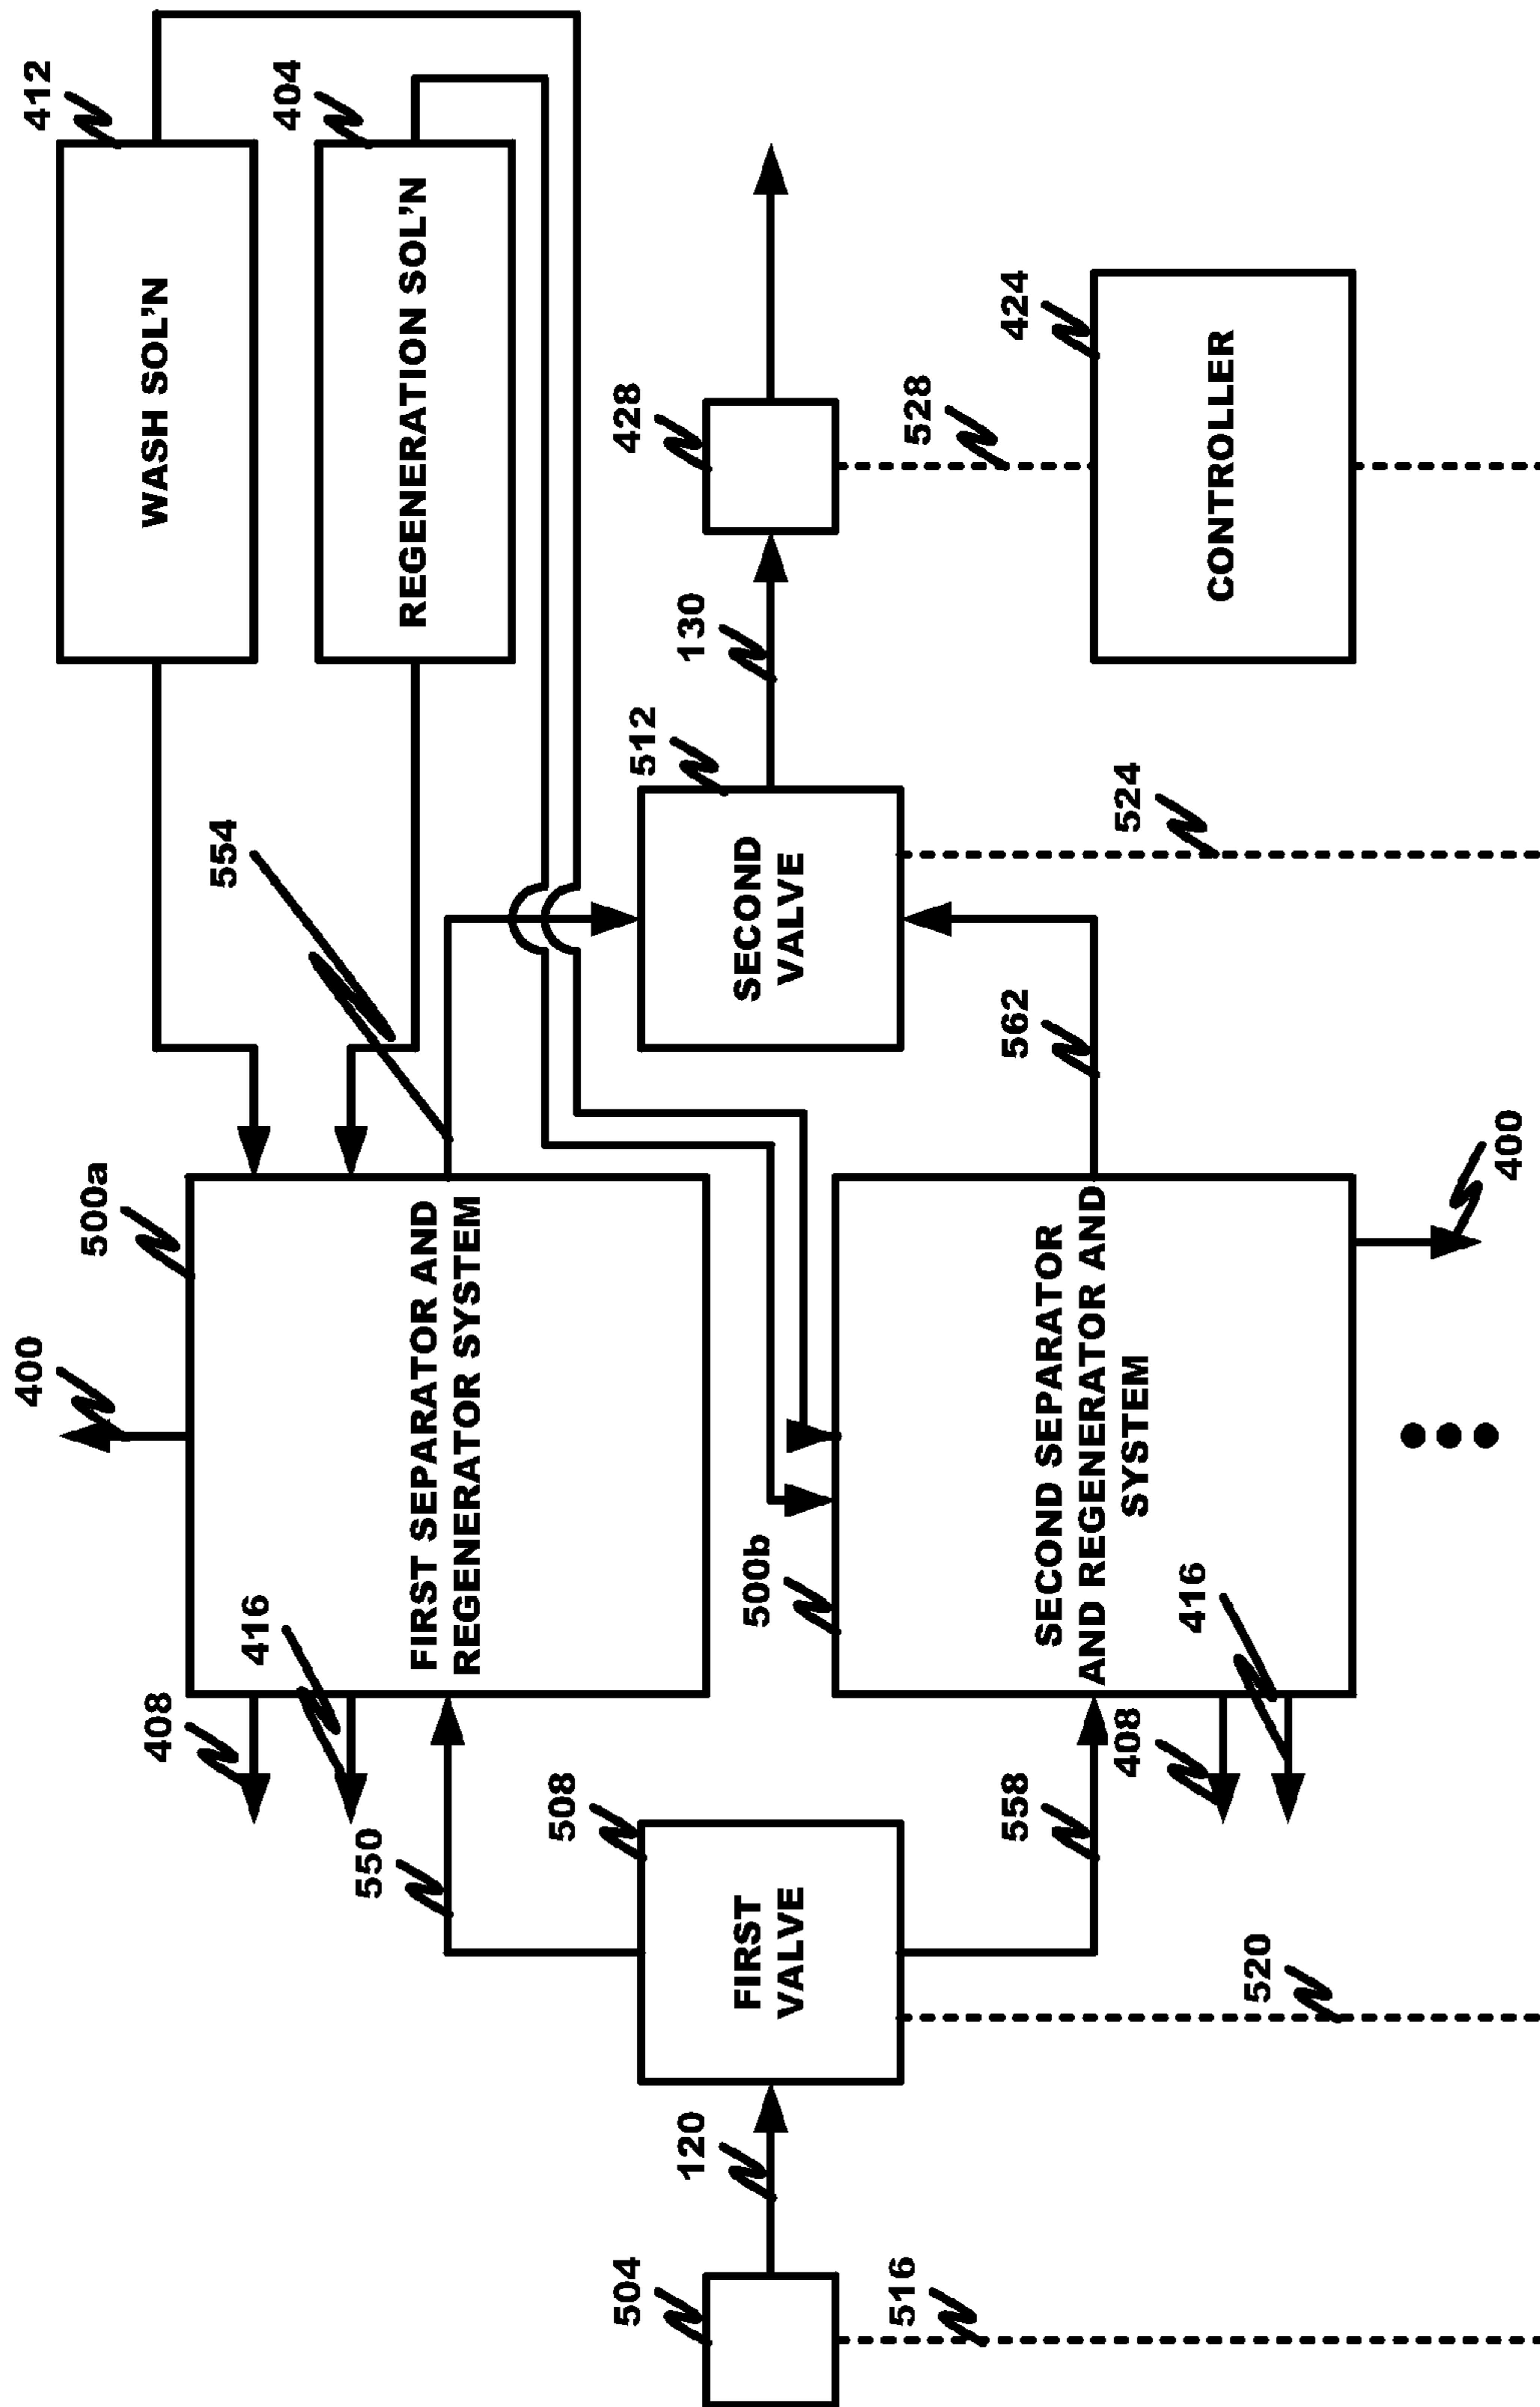 412
WASH SOL'N
404
REGENERATION SOL'N
554
500a
400
FIRST SEPARATOR AND
REGENERATOR SYSTEM
416
408
550
508
FIRST
VALVE
504
120
516
520
558
500b
SECOND SEPARATOR
AND REGENERATOR AND
SYSTEM
416
408
400
562
512
SECOND
VALVE
524
130
428
528
424
CONTROLLER